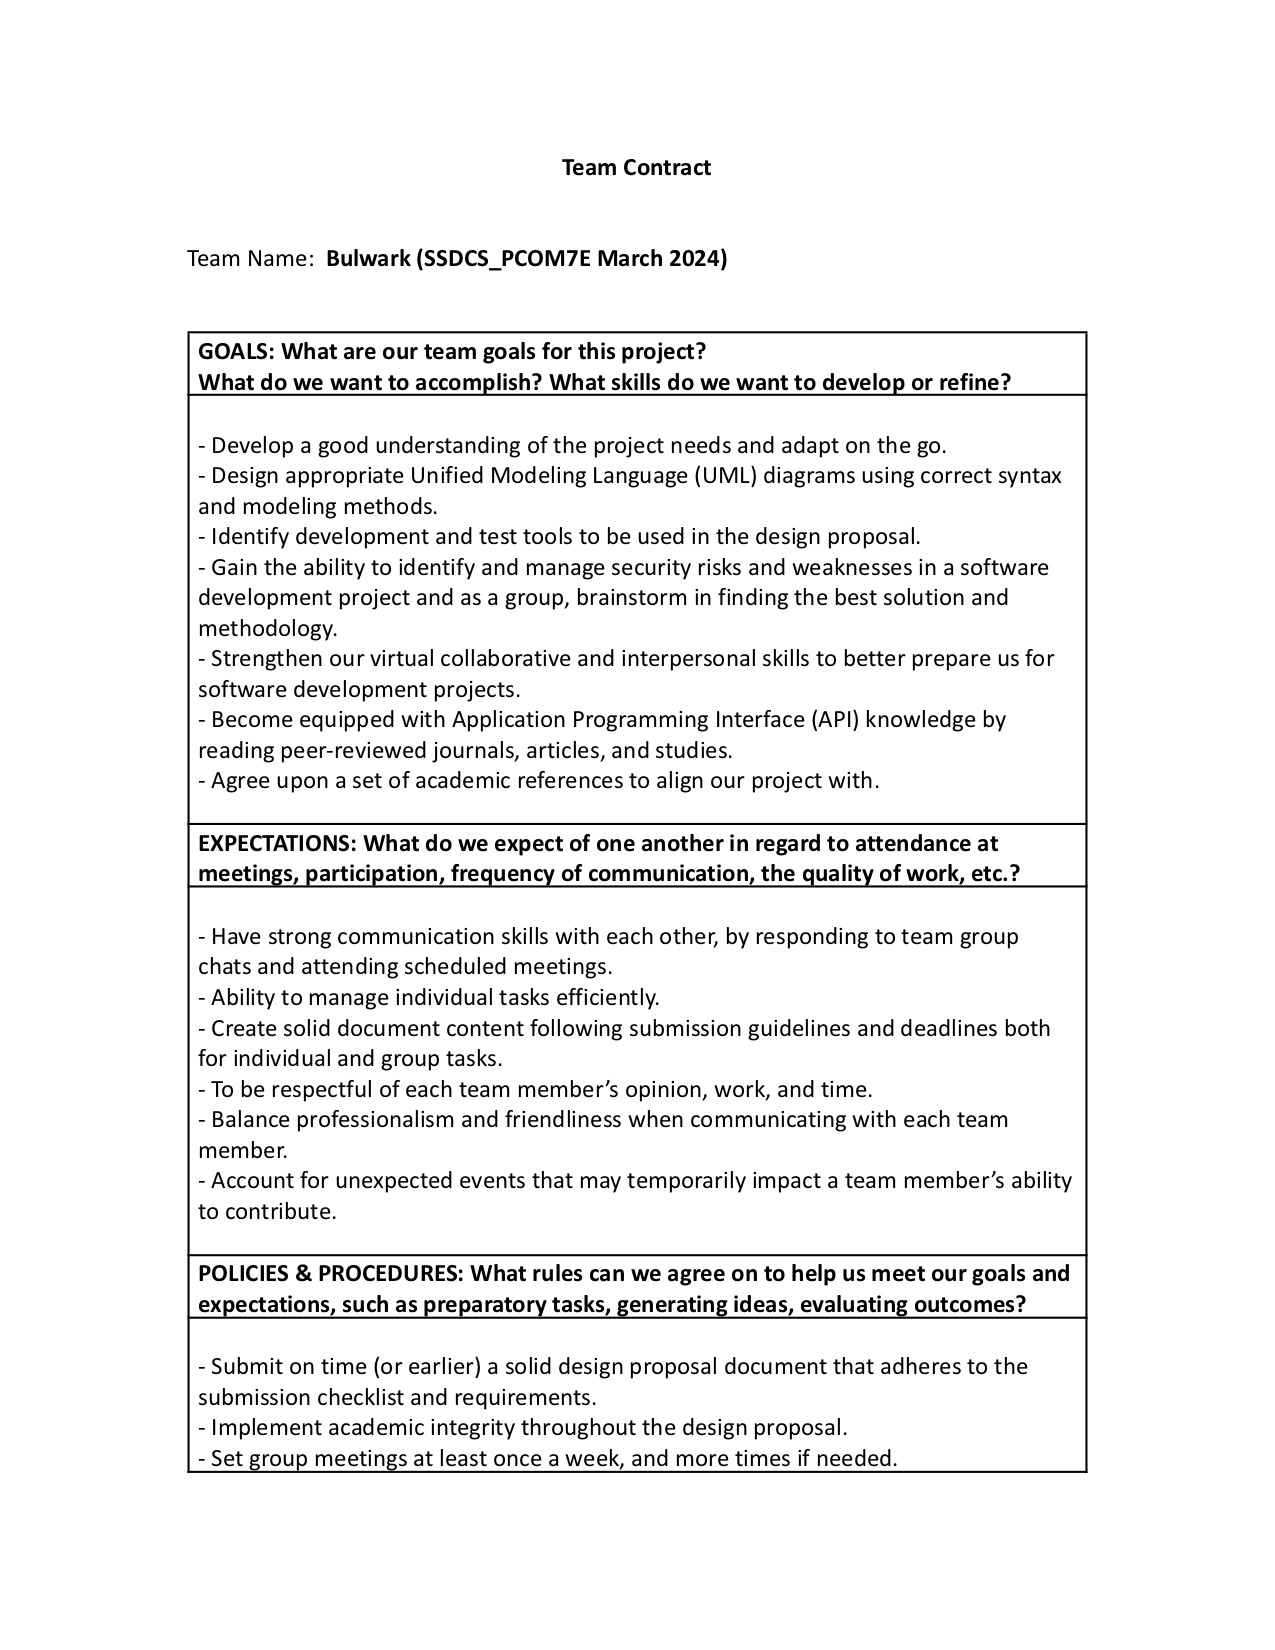 Team Contract
Team Name: Bulwark (SSDCS_PCOM7E March 2024)
GOALS: What are our team goals for this project?
What do we want to accomplish? What skills do we want to develop or refine?
- Develop a good understanding of the project needs and adapt on the go.
- Design appropriate Unified Modeling Language (UML) diagrams using correct syntax
and modeling methods.
- Identify development and test tools to be used in the design proposal.
- Gain the ability to identify and manage security risks and weaknesses in a software
development project and as a group, brainstorm in finding the best solution and
methodology.
- Strengthen our virtual collaborative and interpersonal skills to better prepare us for
software development projects.
- Become equipped with Application Programming Interface (API) knowledge by
reading peer-reviewed journals, articles, and studies.
- Agree upon a set of academic references to align our project with.
EXPECTATIONS: What do we expect of one another in regard to attendance at
meetings, participation, frequency of communication, the quality of work, etc.?
- Have strong communication skills with each other, by responding to team group
chats and attending scheduled meetings.
- Ability to manage individual tasks efficiently.
- Create solid document content following submission guidelines and deadlines both
for individual and group tasks.
- To be respectful of each team member’s opinion, work, and time.
- Balance professionalism and friendliness when communicating with each team
member.
- Account for unexpected events that may temporarily impact a team member’s ability
to contribute.
POLICIES & PROCEDURES: What rules can we agree on to help us meet our goals and
expectations, such as preparatory tasks, generating ideas, evaluating outcomes?
- Submit on time (or earlier) a solid design proposal document that adheres to the
submission checklist and requirements.
- Implement academic integrity throughout the design proposal.
- Set group meetings at least once a week, and more times if needed.